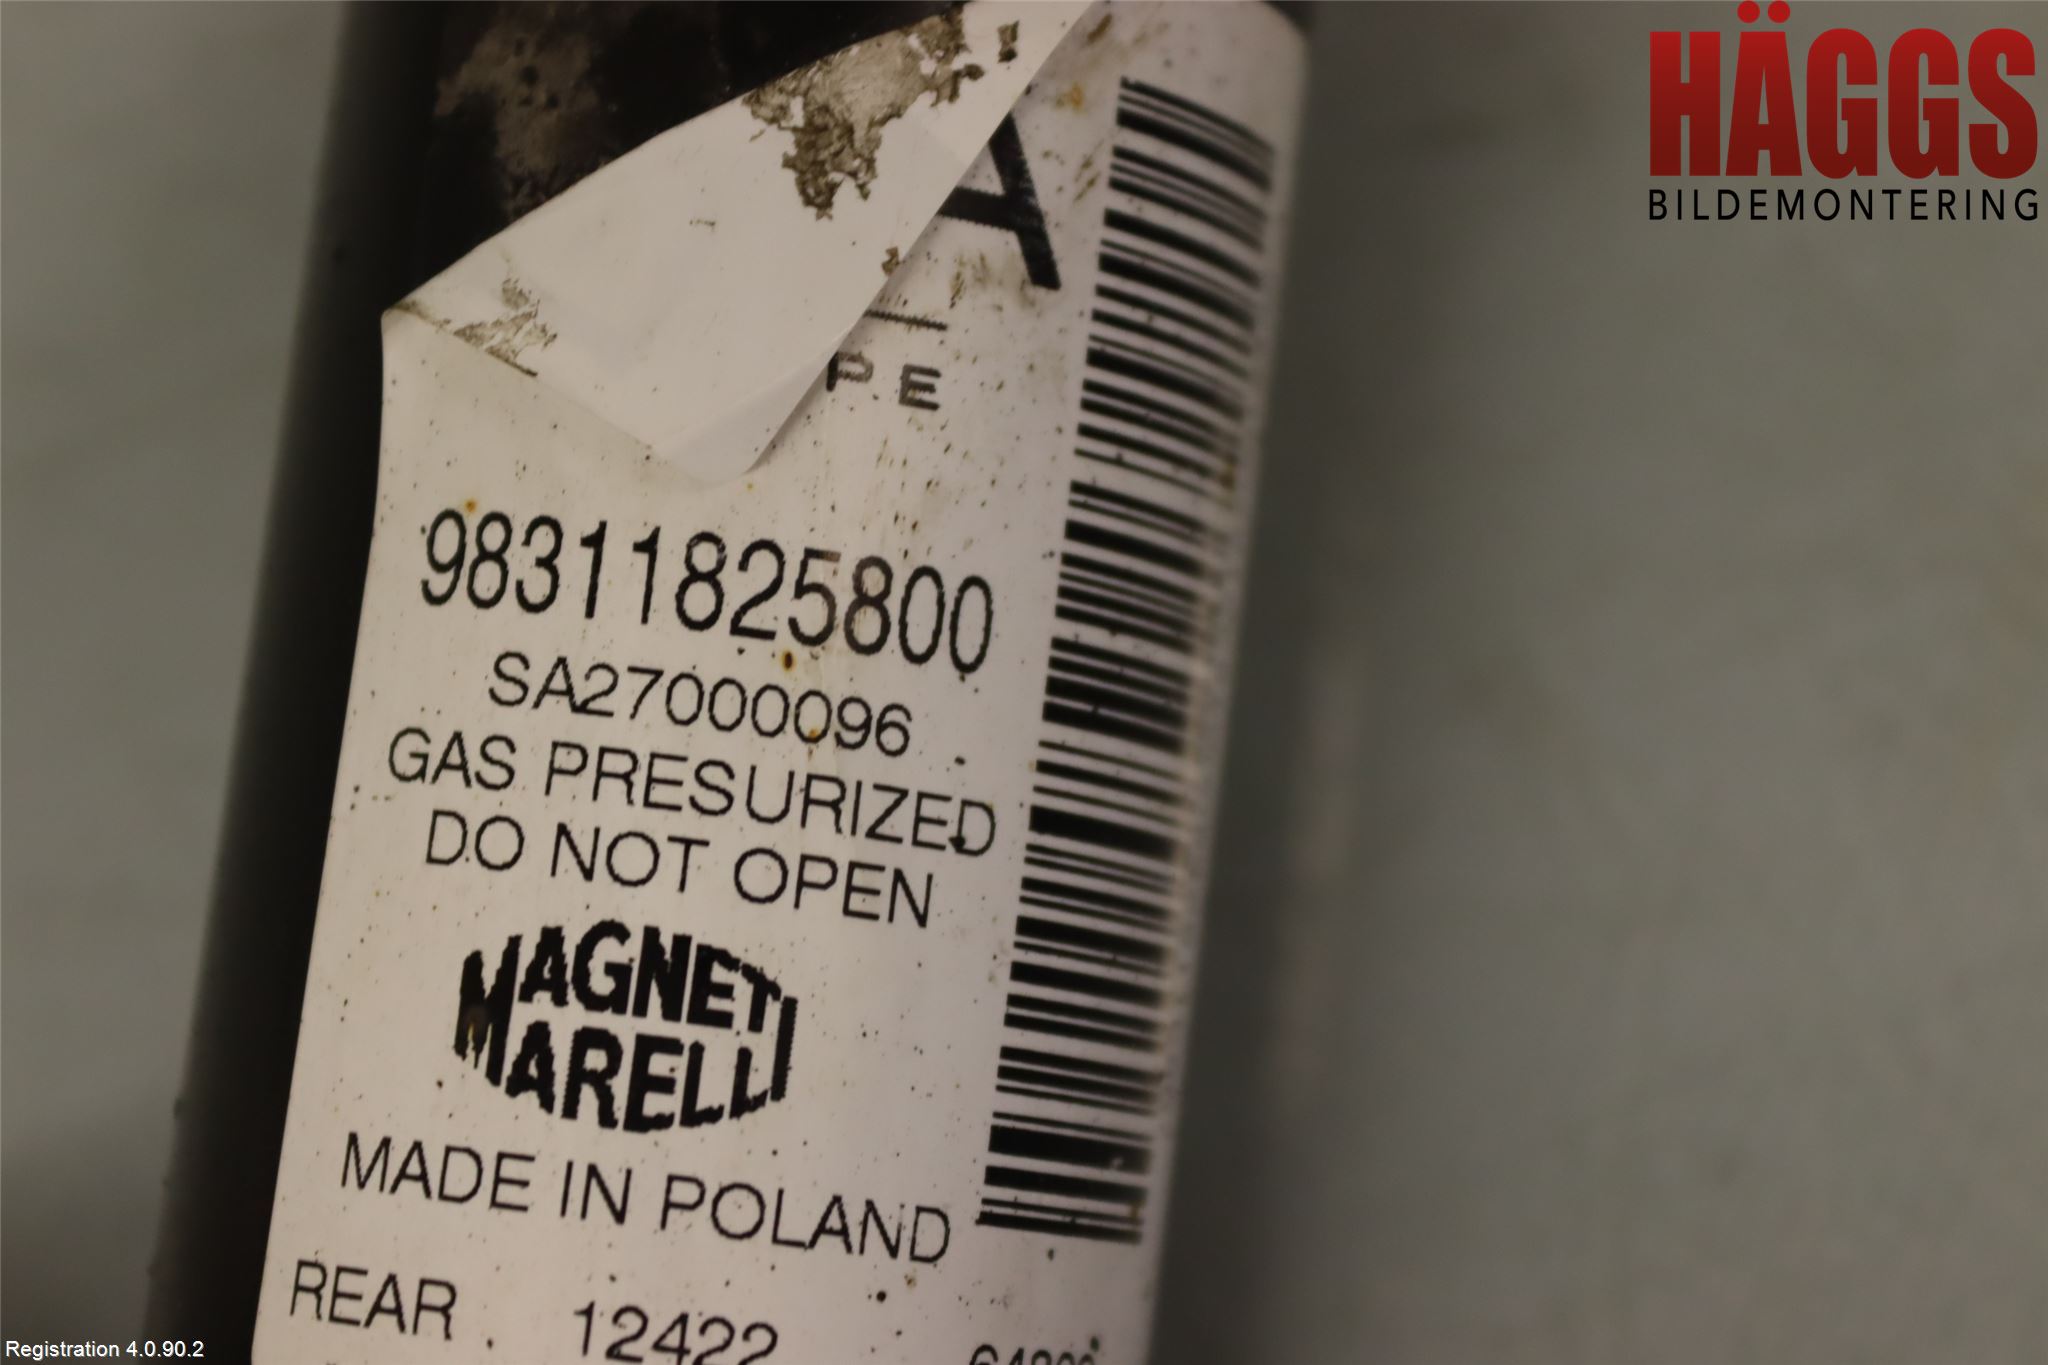 HÄGGS
BILDEMONTERING
A
PE
98311825800
SA27000096
GAS PRESURIZED
DO NOT OPEN
MAGNETI
MARELLI
MADE IN POLAND
REAR 12422
Registration 4.0.90.2